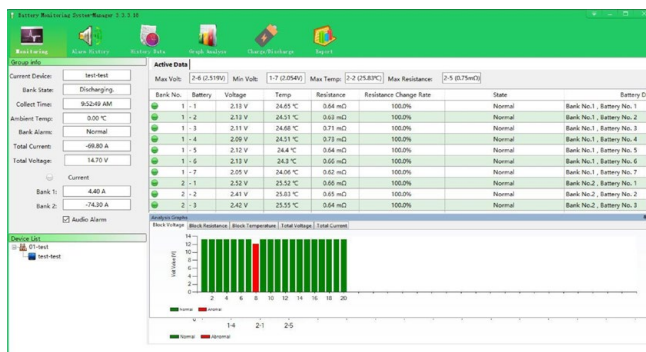 Battery Monitoring System-Manager 3.3.5.18
Monitoring
Alarm History
History Data
Graph Analyse
Charge/Discharge
Report
Group Info
Current Device: test-test
Bank State: Discharging.
Collect Time: 9:52:49 AM
Ambient Temp: 0.00 ℃
Bank Alarm: Normal
Total Current: -69.80 A
Total Voltage: 14.70 V
Current
Bank 1: 4.40 A
Bank 2: -74.30 A
Audio Alarm
Device List
01-test
test-test
Active Data
Max Volt: 2-6 (2.519V) Min Volt: 1-7 (2.054V) Max Temp: 2-2 (25.83℃) Max Resistance: 2-5 (0.75mΩ)
Bank No. Battery Voltage Temp Resistance Resistance Change Rate State Battery D
1 - 1 2.13 V 24.65 ℃ 0.64 mΩ 100.0% Normal Bank No.1 , Battery No. 1
1 - 2 2.13 V 24.51 ℃ 0.63 mΩ 100.0% Normal Bank No.1 , Battery No. 2
1 - 3 2.11 V 24.68 ℃ 0.71 mΩ 100.0% Normal Bank No.1 , Battery No. 3
1 - 4 2.09 V 24.51 ℃ 0.73 mΩ 100.0% Normal Bank No.1 , Battery No. 4
1 - 5 2.12 V 24.4 ℃ 0.64 mΩ 100.0% Normal Bank No.1 , Battery No. 5
1 - 6 2.13 V 24.3 ℃ 0.66 mΩ 100.0% Normal Bank No.1 , Battery No. 6
1 - 7 2.05 V 24.06 ℃ 0.62 mΩ 100.0% Normal Bank No.1 , Battery No. 7
2 - 1 2.52 V 25.52 ℃ 0.66 mΩ 100.0% Normal Bank No.2 , Battery No. 1
2 - 2 2.41 V 25.83 ℃ 0.65 mΩ 100.0% Normal Bank No.2 , Battery No. 2
2 - 3 2.42 V 25.55 ℃ 0.64 mΩ 100.0% Normal Bank No.2 , Battery No. 3
Analysis Graphs
Block Voltage Block Resistance Block Temperature Total Voltage Total Current
Volt Value (V)
14
12
10
8
6
4
2
0
2 4 6 8 10 12 14 16 18 20
Normal
0
1-4 2-1 2-5
Normal Abnormal